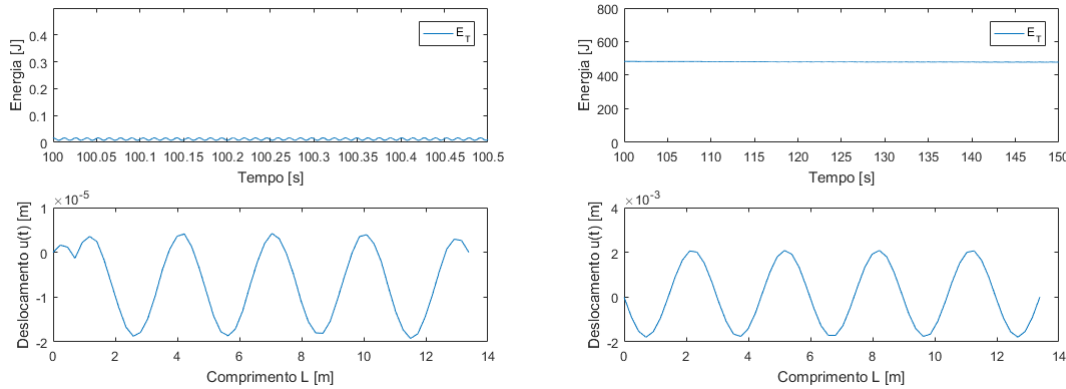 Energia [J]
0.4
0.3
0.2
0.1
0
E_T
100 100.05 100.1 100.15 100.2 100.25 100.3 100.35 100.4 100.45 100.5
Tempo [s]
Energia [J]
800
600
400
200
0
E_T
100 105 110 115 120 125 130 135 140 145 150
Tempo [s]
×10^-5
Deslocamento u(t) [m]
1
0
-1
-2
0 2 4 6 8 10 12 14
Comprimento L [m]
×10^-3
Deslocamento u(t) [m]
4
2
0
-2
0 2 4 6 8 10 12 14
Comprimento L [m]